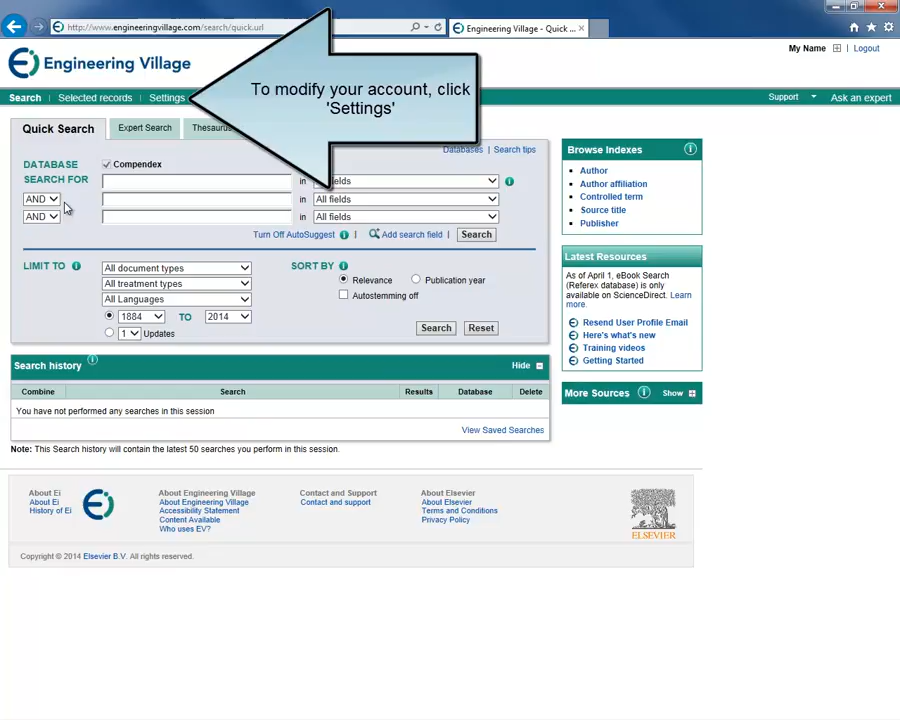 http://www.engineeringvillage.com/search/quick.url
Engineering Village - Quick ...
My Name | Logout
Engineering Village
Search | Selected records | Settings
Support
Ask an expert
To modify your account, click 'Settings'
Quick Search
Expert Search
Thesaurus
Databases | Search tips
DATABASE
Compendex
SEARCH FOR
in
fields
AND
in
All fields
AND
in
All fields
Turn Off AutoSuggest
Add search field
Search
LIMIT TO
All document types
All treatment types
All Languages
1884 TO 2014
1 Updates
SORT BY
Relevance
Publication year
Autostemming off
Search
Reset
Browse Indexes
Author
Author affiliation
Controlled term
Source title
Publisher
Latest Resources
As of April 1, eBook Search
(Referex database) is only
available on ScienceDirect. Learn
more.
Resend User Profile Email
Here's what's new
Training videos
Getting Started
More Sources
Show
Search history
Hide
Combine
Search
Results
Database
Delete
You have not performed any searches in this session
View Saved Searches
Note: This Search history will contain the latest 50 searches you perform in this session.
About Ei
About Ei
History of Ei
Ei
About Engineering Village
About Engineering Village
Accessibility Statement
Content Available
Who uses EV?
Contact and Support
Contact and support
About Elsevier
About Elsevier
Terms and Conditions
Privacy Policy
ELSEVIER
Copyright © 2014 Elsevier B.V. All rights reserved.